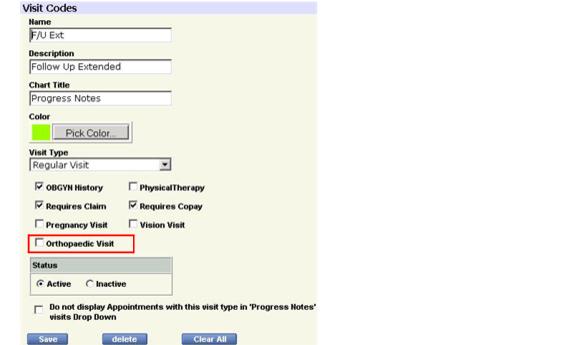 Visit Codes
Name
F/U Ext
Description
Follow Up Extended
Chart Title
Progress Notes
Color
Pick Color...
Visit Type
Regular Visit
OBGYN History PhysicalTherapy
Requires Claim Requires Copay
Pregnancy Visit Vision Visit
Orthopaedic Visit
Status
Active Inactive
Do not display Appointments with this visit type in 'Progress Notes'
visits Drop Down
Save delete Clear All